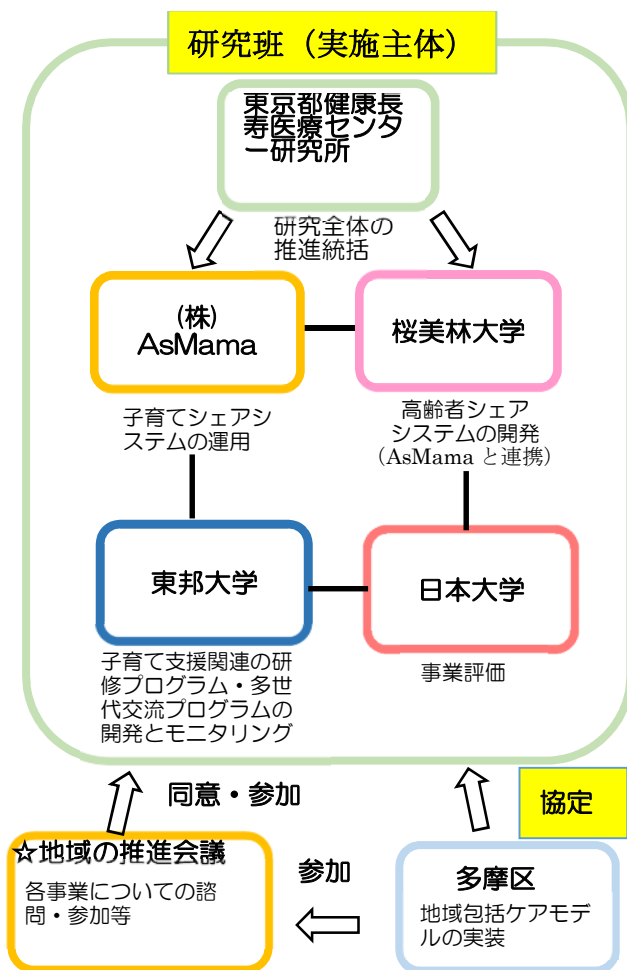 研究班（実施主体）
東京都健康長
寿医療センタ
ー研究所
研究全体の
推進統括
(株)
AsMama
桜美林大学
子育てシェアシ
ステムの運用
高齢者シェア
システムの開発
（AsMama と連携）
東邦大学
日本大学
子育て支援関連の研
修プログラム・多世
代交流プログラムの
開発とモニタリング
事業評価
同意・参加
協定
☆地域の推進会議
各事業についての諮
問・参加等
参加
多摩区
地域包括ケアモデ
ルの実装